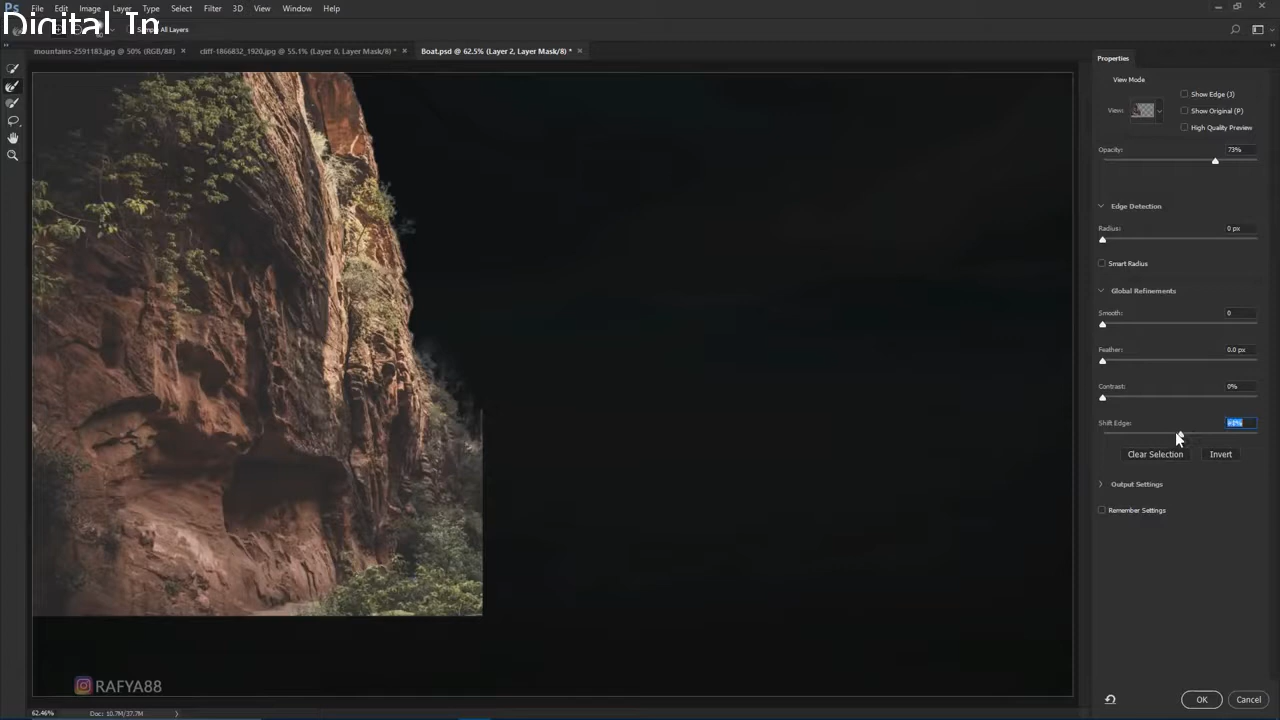 Ps File Edit Image Layer Type Select Filter 3D View Window Help
Digital In
All Layers
mountains-2591183.jpg @ 50% (RGB/8#) × cliff-1866832_1920.jpg @ 55.1% (Layer 0, Layer Mask/8) * × Boat.psd @ 62.5% (Layer 2, Layer Mask/8) * ×
Properties
View Mode
Show Edge (J)
View:
Show Original (P)
High Quality Preview
Opacity: 73%
Edge Detection
Radius: 0 px
Smart Radius
Global Refinements
Smooth: 0
Feather: 0.0 px
Contrast: 0%
Shift Edge:
Clear Selection Invert
Output Settings
Remember Settings
RAFYA88
OK Cancel
62.46% Doc: 10.7M/37.7M